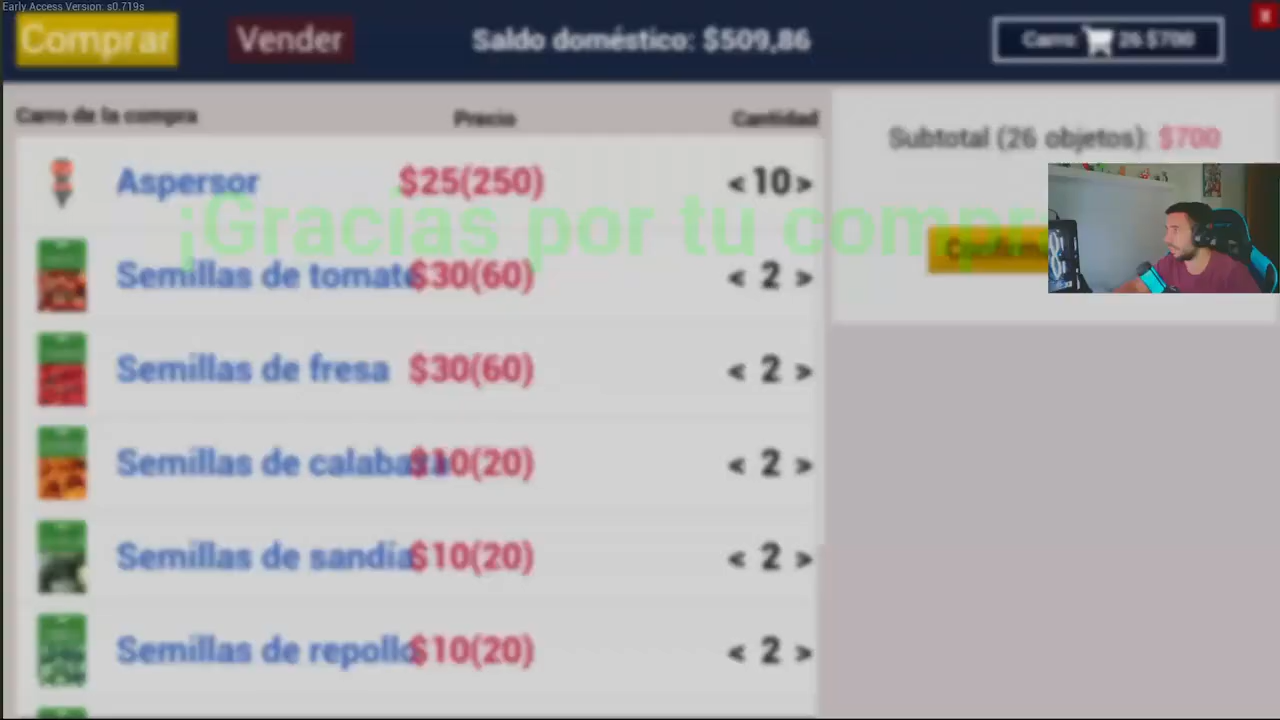 Early Access Version: s0.719s
Comprar
Vender
Saldo doméstico: $509,86
Carro: 26 $700
X
Carro de la compra
Precio
Cantidad
Subtotal (26 objetos): $700
Aspersor $25(250) < 10 >
¡Gracias por tu
Semillas de tomate $30(60) < 2 >
Semillas de fresa $30(60) < 2 >
Semillas de calabaza $10(20) < 2 >
Semillas de sandía $10(20) < 2 >
Semillas de repollo $10(20) < 2 >